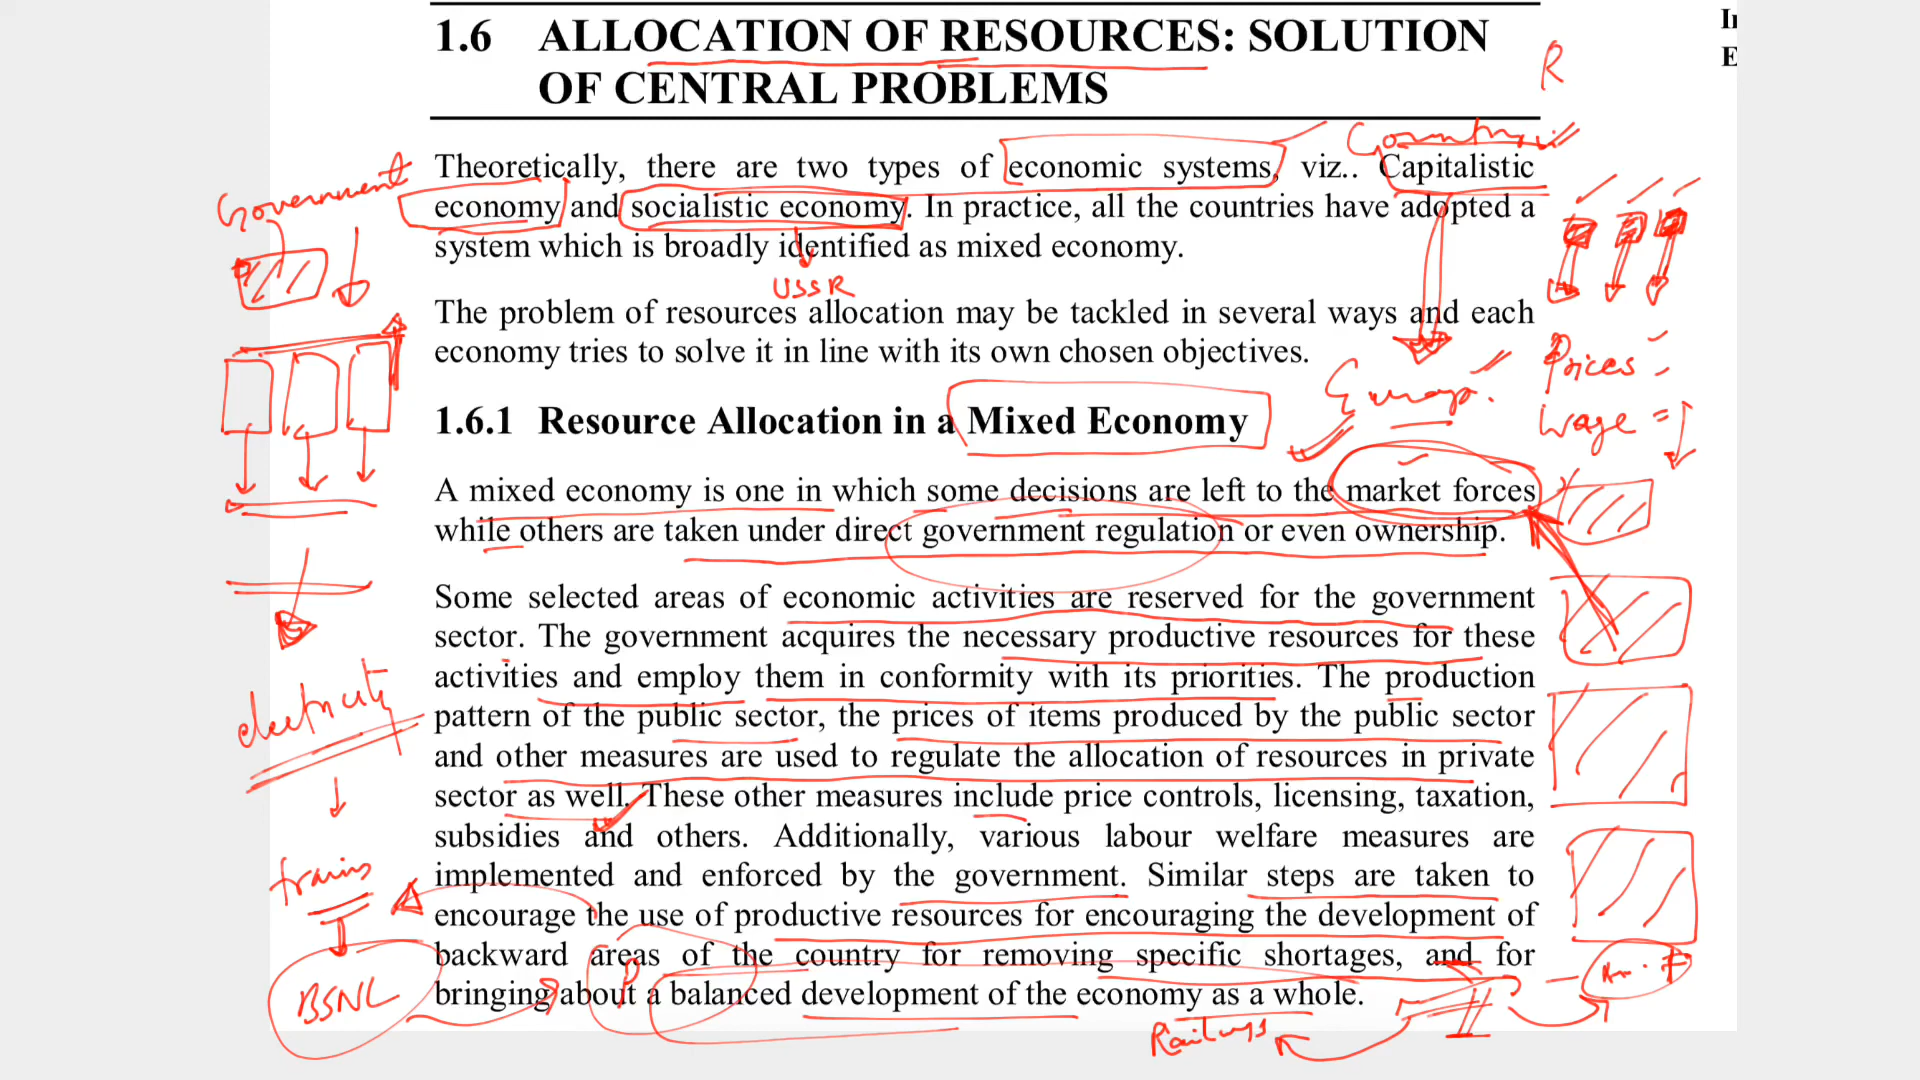 1.6 ALLOCATION OF RESOURCES: SOLUTION
OF CENTRAL PROBLEMS
R
Theoretically, there are two types of economic systems, viz.. Capitalistic
economy and socialistic economy. In practice, all the countries have adopted a
system which is broadly identified as mixed economy.
Government
USSR
The problem of resources allocation may be tackled in several ways and each
economy tries to solve it in line with its own chosen objectives.
Prices
Wage =
1.6.1 Resource Allocation in a Mixed Economy
A mixed economy is one in which some decisions are left to the market forces
while others are taken under direct government regulation or even ownership.
Some selected areas of economic activities are reserved for the government
sector. The government acquires the necessary productive resources for these
activities and employ them in conformity with its priorities. The production
pattern of the public sector, the prices of items produced by the public sector
and other measures are used to regulate the allocation of resources in private
sector as well. These other measures include price controls, licensing, taxation,
subsidies and others. Additionally, various labour welfare measures are
implemented and enforced by the government. Similar steps are taken to
encourage the use of productive resources for encouraging the development of
backward areas of the country for removing specific shortages, and for
bringing about a balanced development of the economy as a whole.
electricity
trains
BSNL
P
Railways